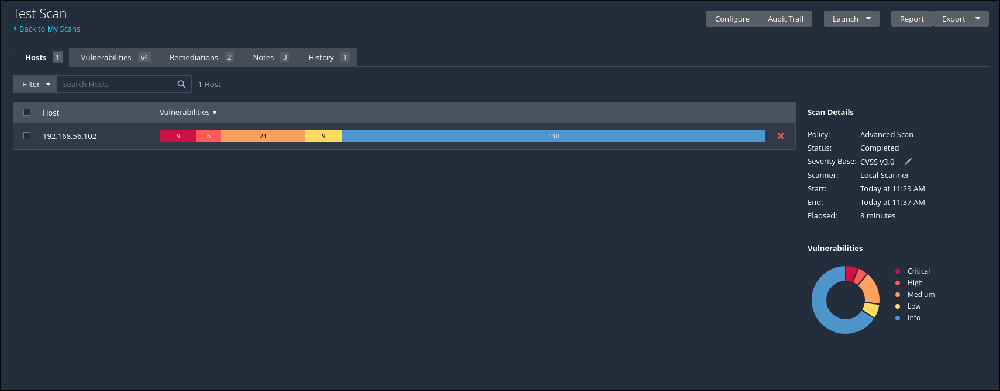 Test Scan
Back to My Scans
Configure Audit Trail Launch Report Export
Hosts 1 Vulnerabilities 64 Remediations 2 Notes 3 History 1
Filter Search Hosts 1 Host
Host Vulnerabilities
192.168.56.102 9 6 24 9 130
Scan Details
Policy: Advanced Scan
Status: Completed
Severity Base: CVSS v3.0
Scanner: Local Scanner
Start: Today at 11:29 AM
End: Today at 11:37 AM
Elapsed: 8 minutes
Vulnerabilities
Critical
High
Medium
Low
Info